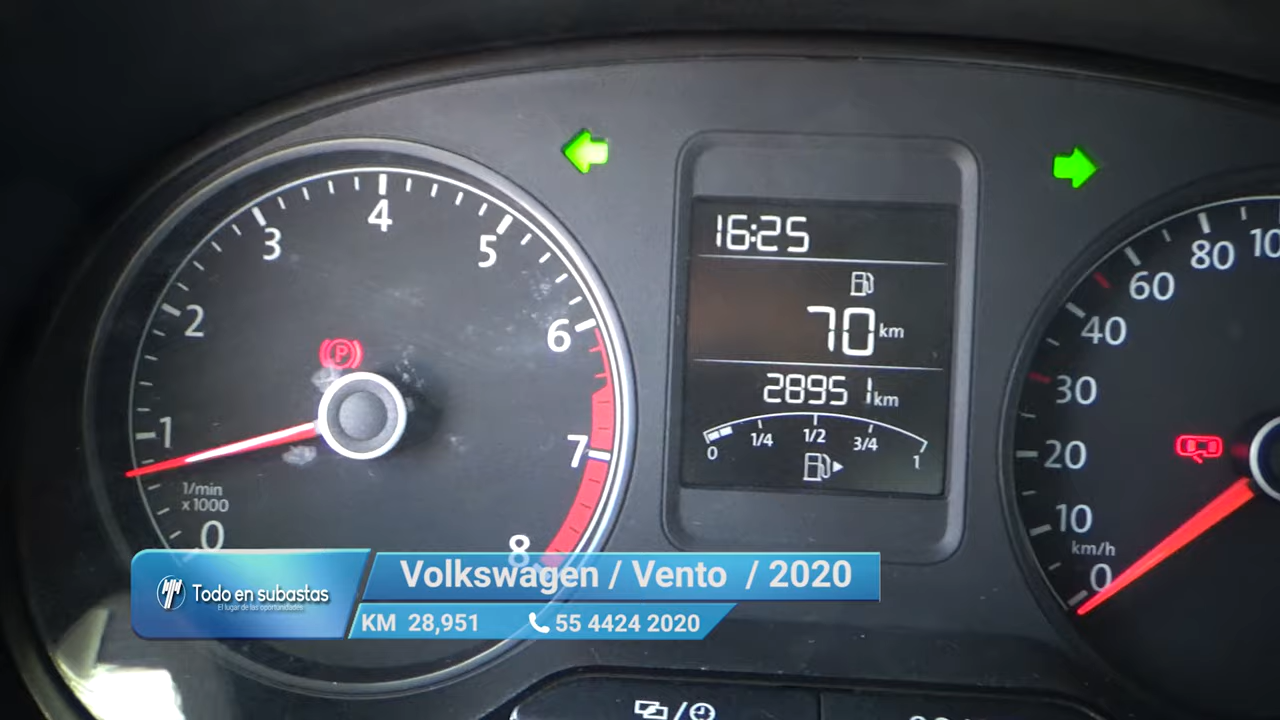 1/min
x 1000
0
1
2
3
4
5
6
7
8
P
16:25
70 km
28951 km
0 1/4 1/2 3/4 1
0
10
20
30
40
60
80
10
km/h
Todo en subastas
El lugar de las oportunidades
Volkswagen / Vento / 2020
KM 28,951 55 4424 2020